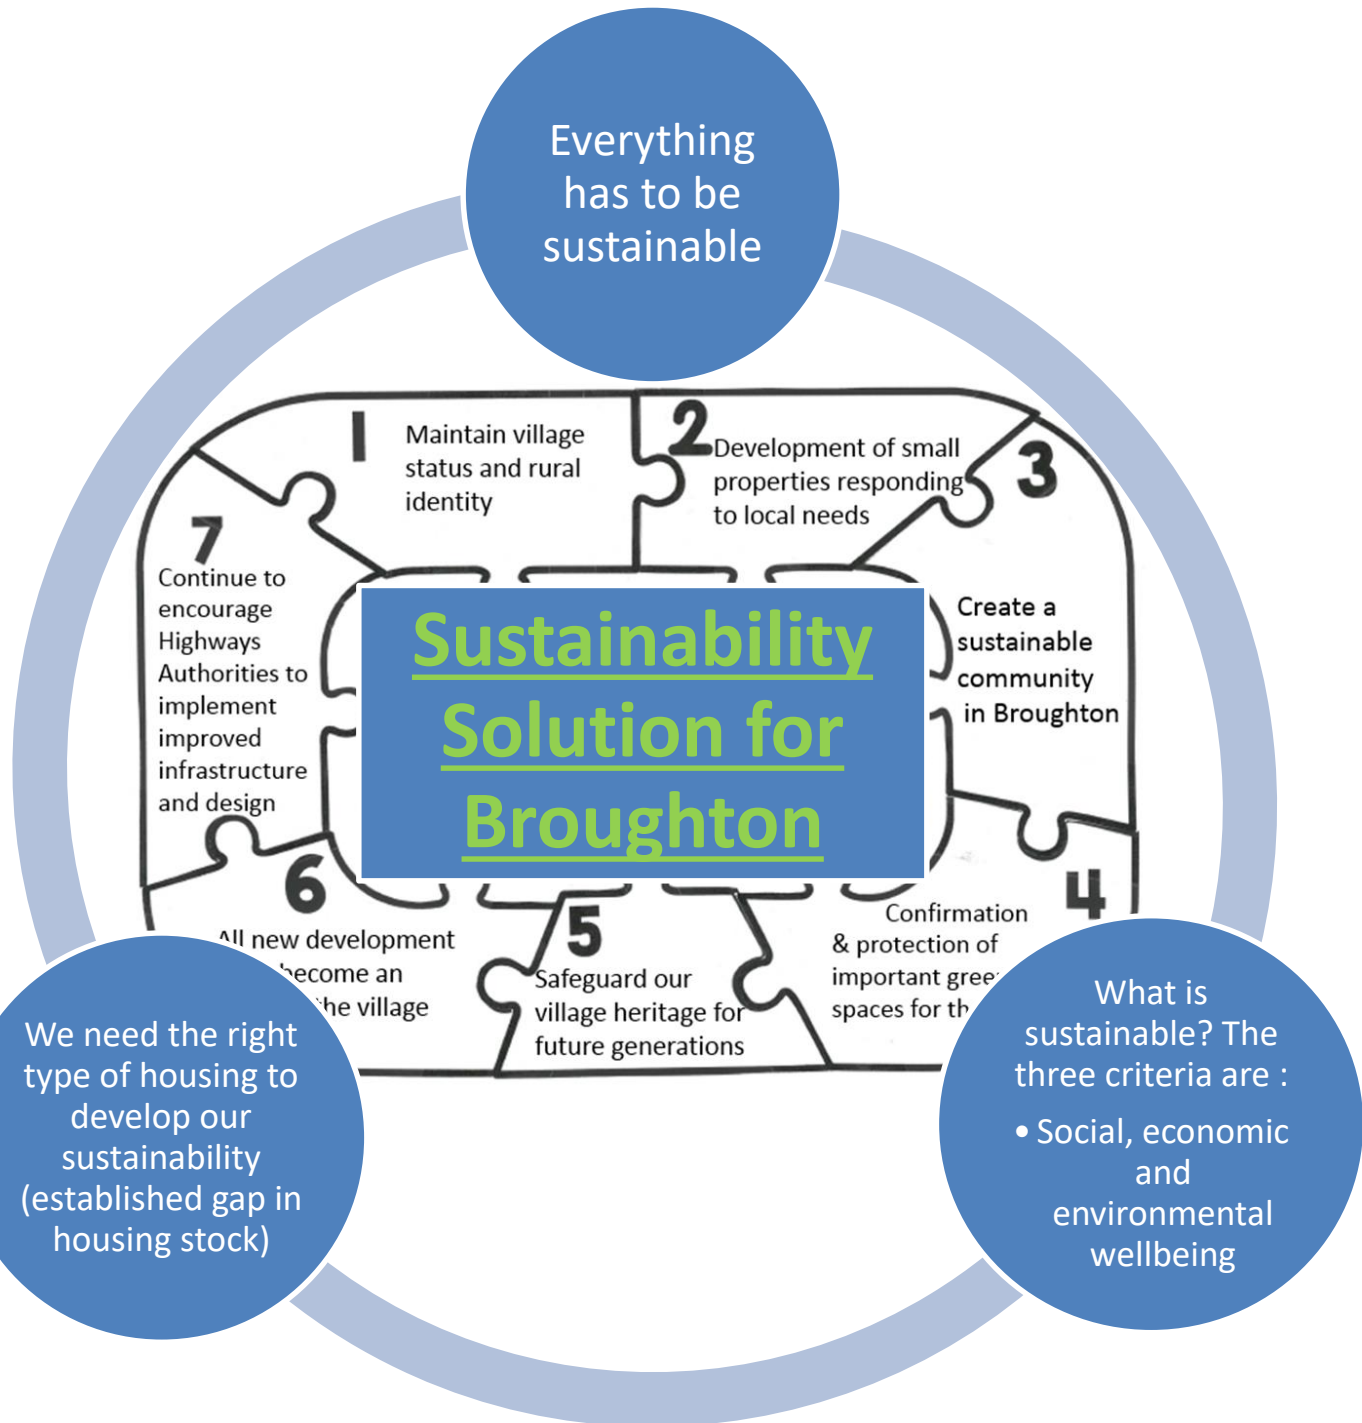 Everything
has to be
sustainable
1
Maintain village
status and rural
identity
2
Development of small
properties responding
to local needs
3
Create a
sustainable
community
in Broughton
4
Confirmation
& protection of
important
spaces for
5
Safeguard our
village heritage for
future generations
6
All new development
become an
the village
7
Continue to
encourage
Highways
Authorities to
implement
improved
infrastructure
and design
Sustainability
Solution for
Broughton
What is
sustainable? The
three criteria are :
• Social, economic
and
environmental
wellbeing
We need the right
type of housing to
develop our
sustainability
(established gap in
housing stock)